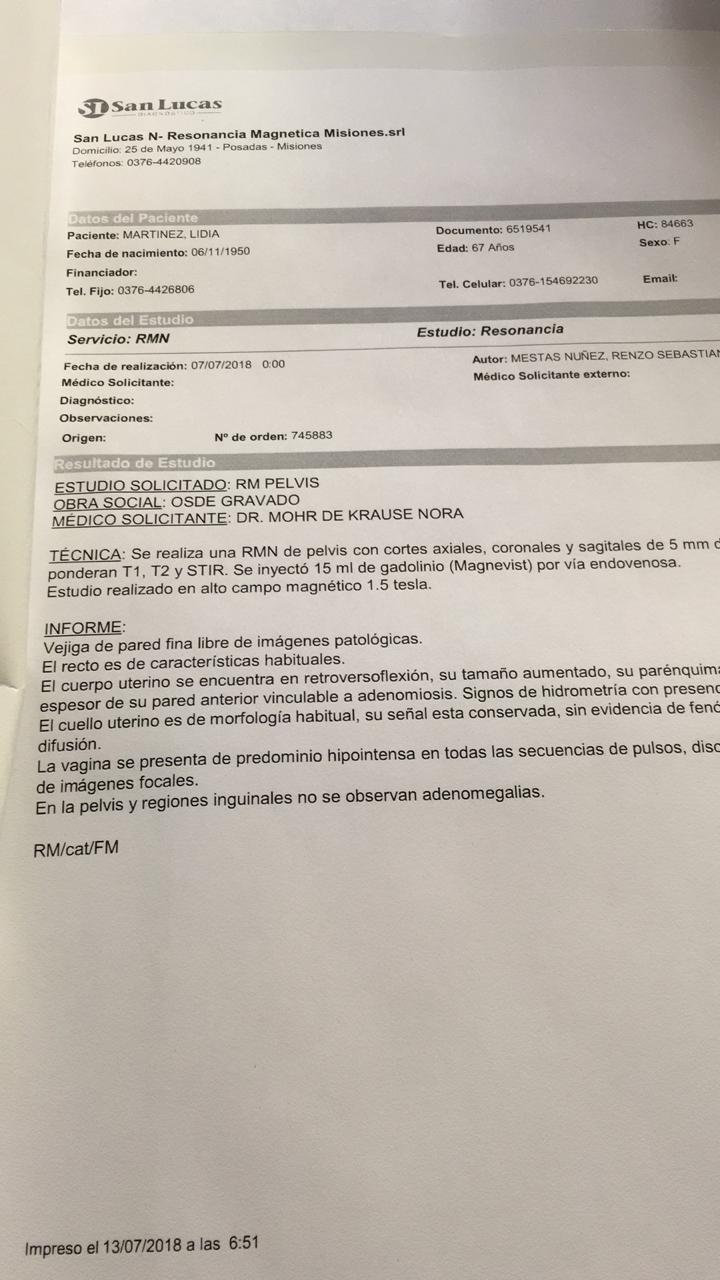 San Lucas
DIAGNÓSTICO
San Lucas N- Resonancia Magnetica Misiones.srl
Domicilio: 25 de Mayo 1941 - Posadas - Misiones
Teléfonos: 0376-4420908
Datos del Paciente
Paciente: MARTINEZ, LIDIA Documento: 6519541 HC: 84663
Fecha de nacimiento: 06/11/1950 Edad: 67 Años Sexo: F
Financiador:
Tel. Fijo: 0376-4426806 Tel. Celular: 0376-154692230 Email:
Datos del Estudio
Servicio: RMN Estudio: Resonancia
Fecha de realización: 07/07/2018 0:00 Autor: MESTAS NUÑEZ, RENZO SEBASTIAN
Médico Solicitante: Médico Solicitante externo:
Diagnóstico:
Observaciones:
Origen: Nº de orden: 745883
Resultado de Estudio
ESTUDIO SOLICITADO: RM PELVIS
OBRA SOCIAL: OSDE GRAVADO
MÉDICO SOLICITANTE: DR. MOHR DE KRAUSE NORA
TÉCNICA: Se realiza una RMN de pelvis con cortes axiales, coronales y sagitales de 5 mm
ponderan T1, T2 y STIR. Se inyectó 15 ml de gadolinio (Magnevist) por vía endovenosa.
Estudio realizado en alto campo magnético 1.5 tesla.
INFORME:
Vejiga de pared fina libre de imágenes patológicas.
El recto es de características habituales.
El cuerpo uterino se encuentra en retroversoflexión, su tamaño aumentado, su parénquima
espesor de su pared anterior vinculable a adenomiosis. Signos de hidrometría con
El cuello uterino es de morfología habitual, su señal esta conservada, sin evidencia de
difusión.
La vagina se presenta de predominio hipointensa en todas las secuencias de pulsos,
de imágenes focales.
En la pelvis y regiones inguinales no se observan adenomegalias.
RM/cat/FM
Impreso el 13/07/2018 a las 6:51